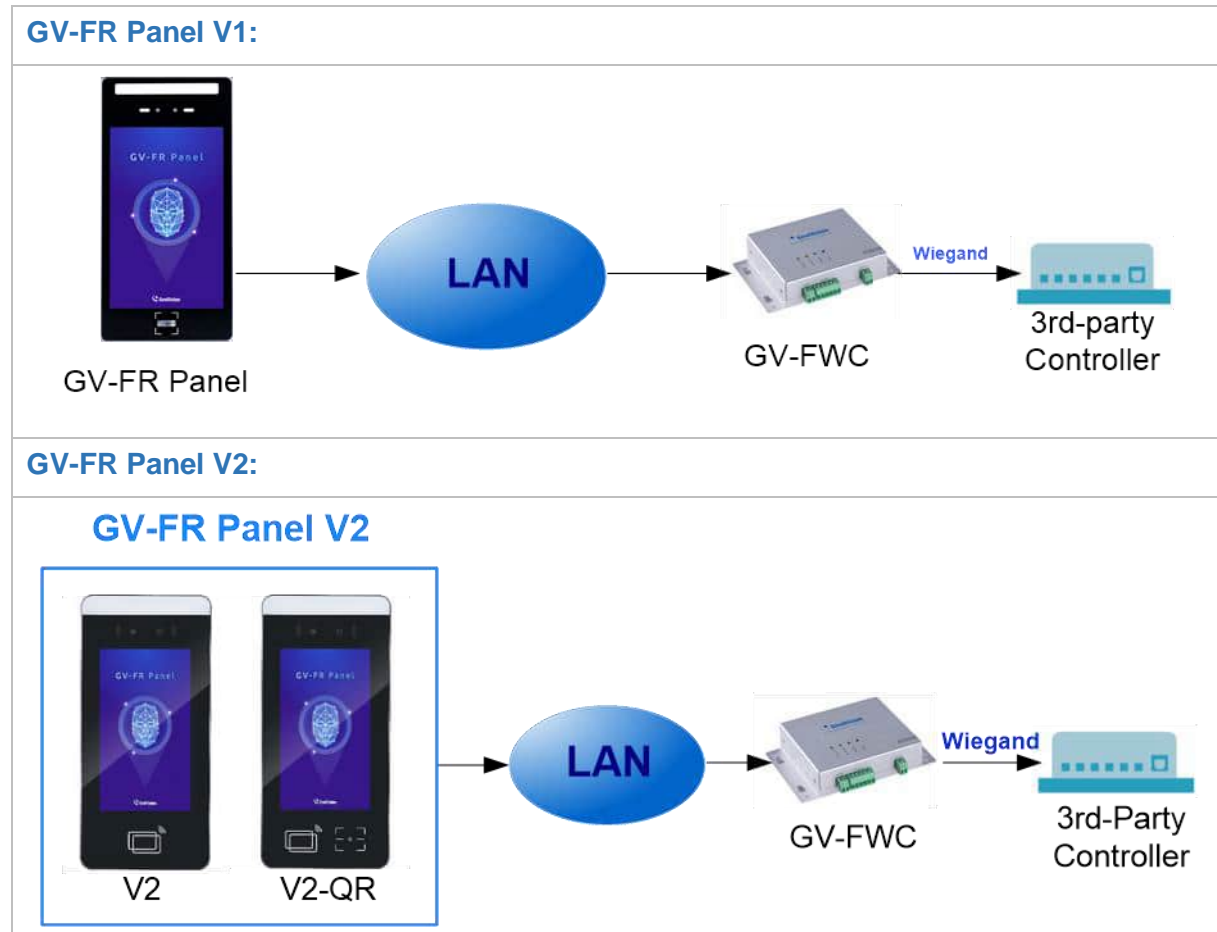 GV-FR Panel V1:
GV-FR Panel
LAN
Wiegand
GV-FR Panel
GV-FWC
3rd-party
Controller
GV-FR Panel V2:
GV-FR Panel V2
GV-FR Panel
GV-FR Panel
LAN
Wiegand
V2
V2-QR
GV-FWC
3rd-Party
Controller